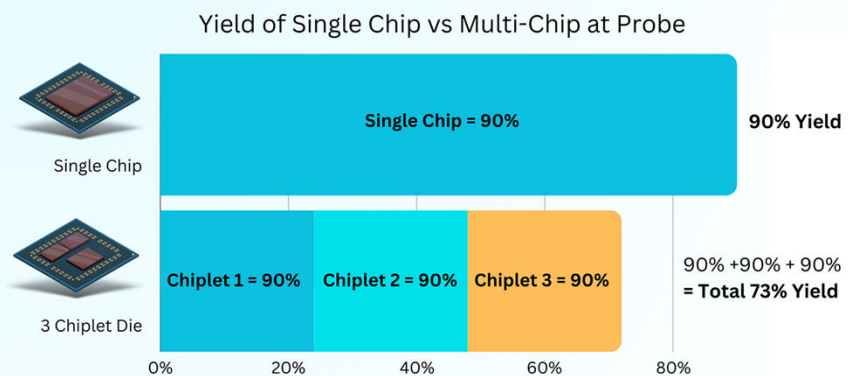 Yield of Single Chip vs Multi-Chip at Probe
Single Chip = 90%
90% Yield
Single Chip
Chiplet 1 = 90%
Chiplet 2 = 90%
Chiplet 3 = 90%
90% +90% + 90%
= Total 73% Yield
3 Chiplet Die
0%
20%
40%
60%
80%